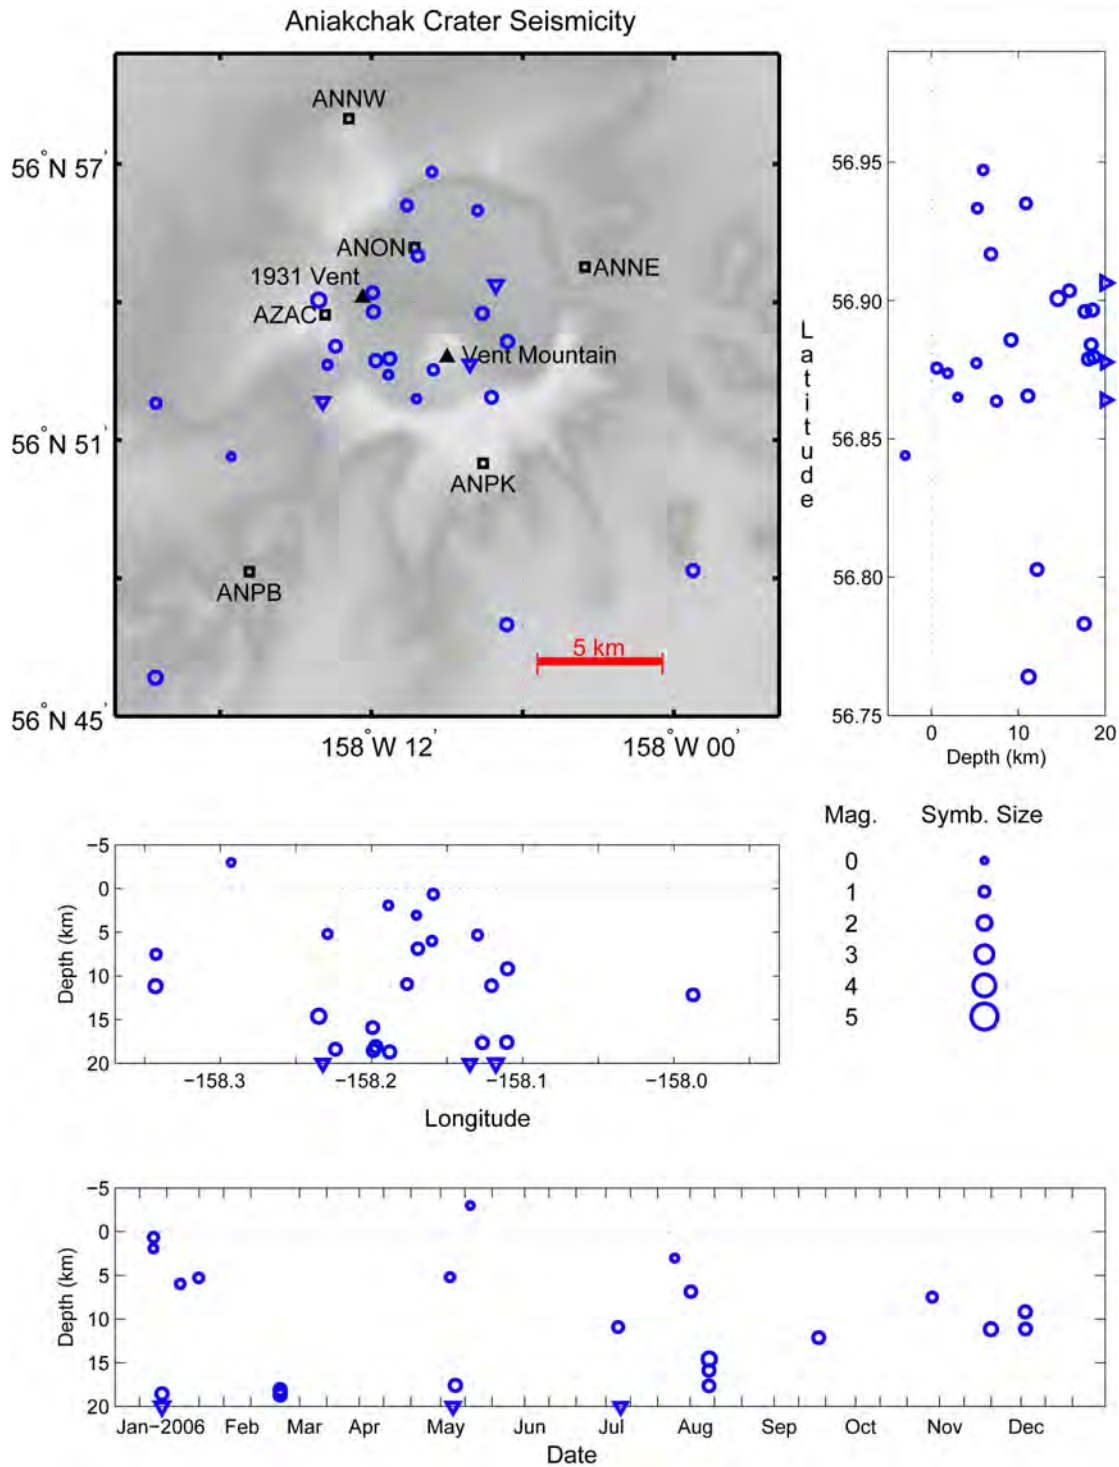 Aniakchak Crater Seismicity
ANNW
56°N 57'
ANON
ANNE
1931 Vent
AZAC
Vent Mountain
56°N 51'
ANPK
ANPB
5 km
56°N 45'
158°W 12'
158°W 00'
Latitude
56.95
56.90
56.85
56.80
56.75
0 10 20
Depth (km)
Mag. Symb. Size
0
1
2
3
4
5
−5
0
5
10
15
20
Depth (km)
−158.3 −158.2 −158.1 −158.0
Longitude
−5
0
5
10
15
20
Depth (km)
Jan−2006 Feb Mar Apr May Jun Jul Aug Sep Oct Nov Dec
Date